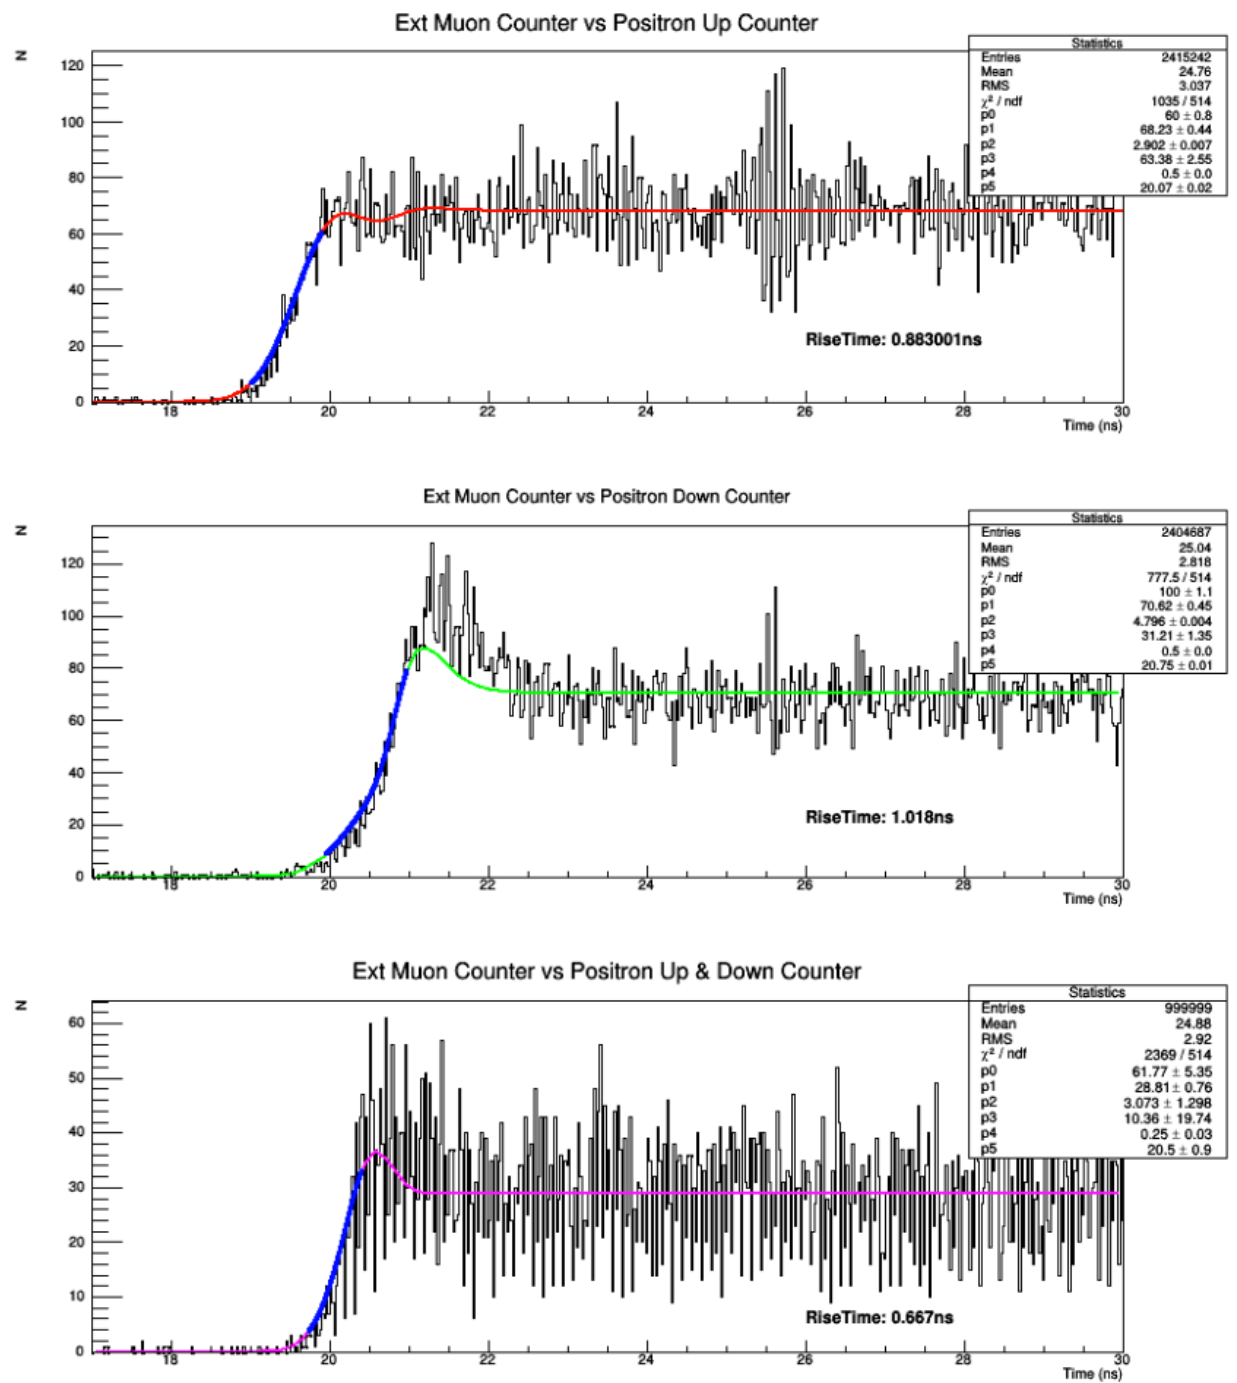 Ext Muon Counter vs Positron Up Counter
N
Statistics
Entries 2415242
Mean 24.76
RMS 3.037
χ² / ndf 1035 / 514
p0 60 ± 0.8
p1 68.23 ± 0.44
p2 2.902 ± 0.007
p3 63.38 ± 2.55
p4 0.5 ± 0.0
p5 20.07 ± 0.02
120
100
80
60
40
20
0
RiseTime: 0.883001ns
18 20 22 24 26 28 30
Time (ns)
Ext Muon Counter vs Positron Down Counter
N
Statistics
Entries 2404687
Mean 25.04
RMS 2.818
χ² / ndf 777.5 / 514
p0 100 ± 1.1
p1 70.62 ± 0.45
p2 4.796 ± 0.004
p3 31.21 ± 1.35
p4 0.5 ± 0.0
p5 20.75 ± 0.01
120
100
80
60
40
20
0
RiseTime: 1.018ns
18 20 22 24 26 28 30
Time (ns)
Ext Muon Counter vs Positron Up & Down Counter
N
Statistics
Entries 999999
Mean 24.88
RMS 2.92
χ² / ndf 2369 / 514
p0 61.77 ± 5.35
p1 28.81 ± 0.76
p2 3.073 ± 1.298
p3 10.36 ± 19.74
p4 0.25 ± 0.03
p5 20.5 ± 0.9
60
50
40
30
20
10
0
RiseTime: 0.667ns
18 20 22 24 26 28 30
Time (ns)